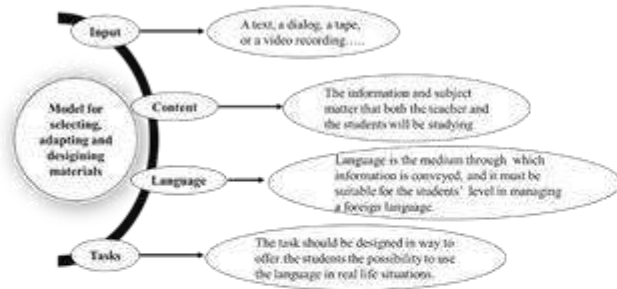 Input
A text, a dialog, a tape,
or a video recording…..
Model for
selecting,
adapting and
designing
materials
Content
The information and subject
matter that both the teacher and
the students will be studying
Language
Language is the medium through which
information is conveyed, and it must be
suitable for the students' level in managing
a foreign language.
Tasks
The task should be designed in way to
offer the students the possibility to use
the language in real life situations.